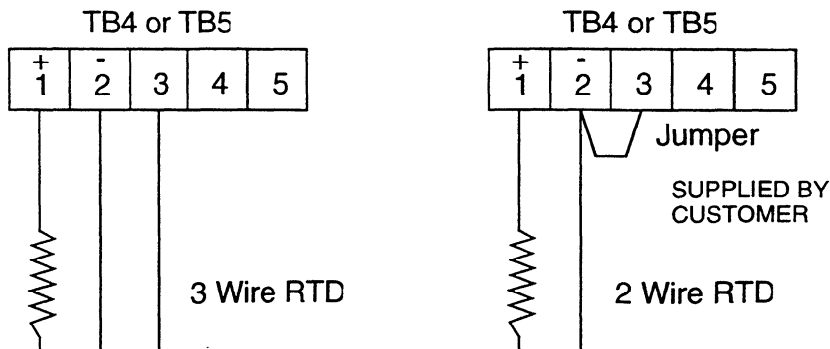 TB4 or TB5
+ -
1 2 3 4 5
3 Wire RTD
TB4 or TB5
+ -
1 2 3 4 5
Jumper
SUPPLIED BY
CUSTOMER
2 Wire RTD